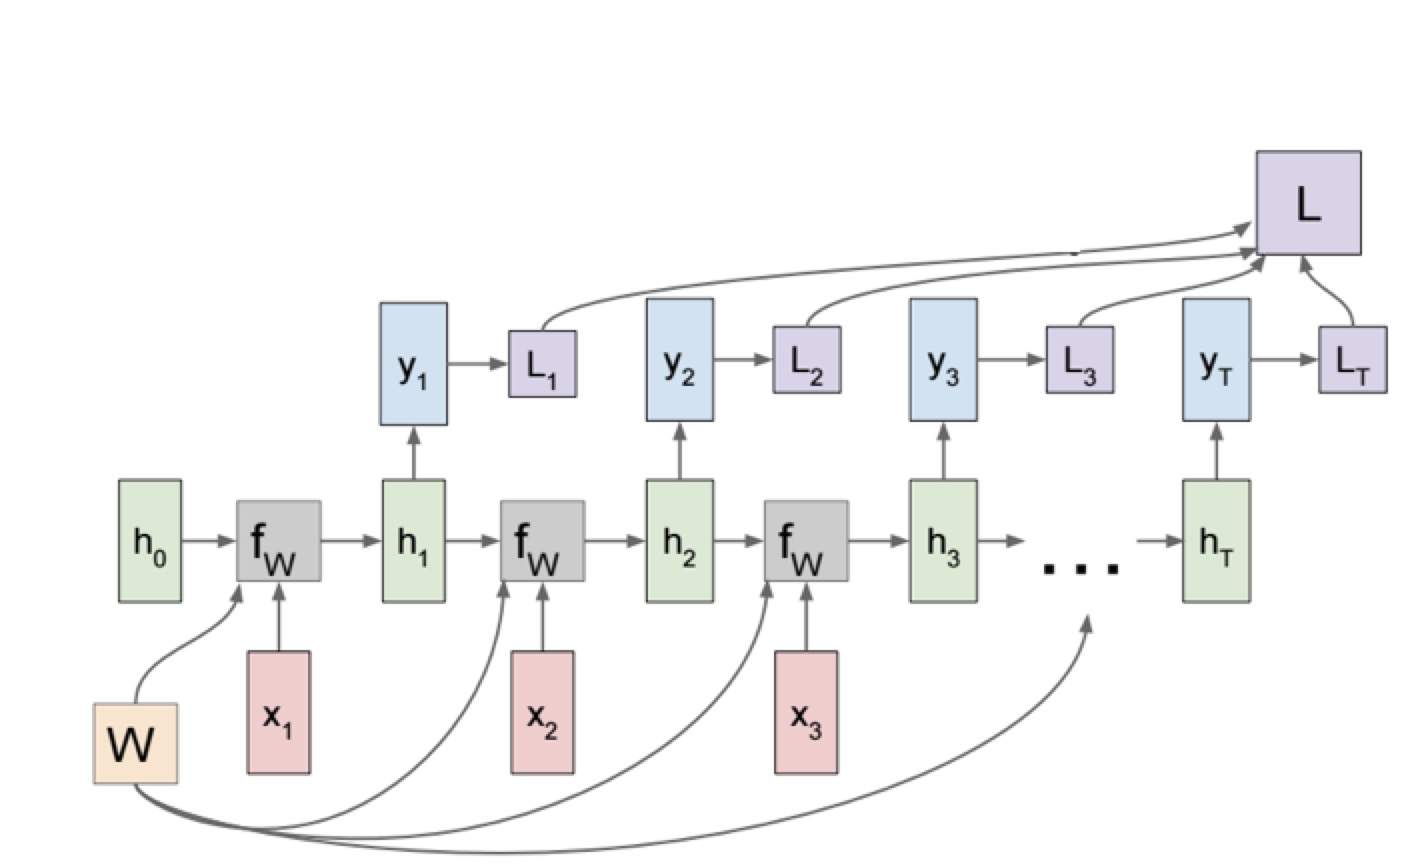 L
y1 L1 y2 L2 y3 L3 yT LT
h0 fW h1 fW h2 fW h3 ... hT
W x1 x2 x3